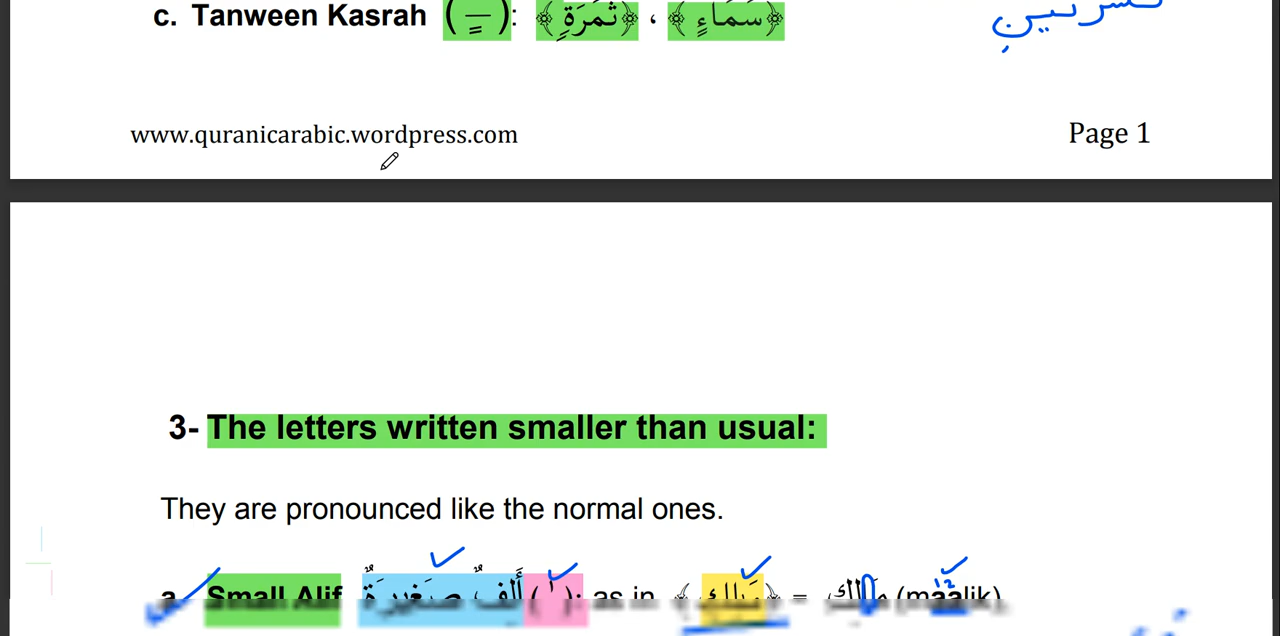 c. Tanween Kasrah ( ـٍ ): ﴿ثَمَرَةٍ﴾ ، ﴿سَمَاءٍ﴾
www.quranicarabic.wordpress.com Page 1
3- The letters written smaller than usual:
They are pronounced like the normal ones.
a. Small Alif أَلِفٌ صَغِيرَةٌ ( ٰ ): as in ﴿مَٰلِكِ﴾ = مَالِكِ (maalik).